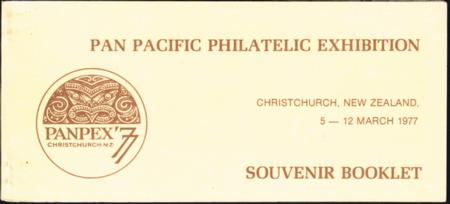 PAN PACIFIC PHILATELIC EXHIBITION
CHRISTCHURCH, NEW ZEALAND,
5 — 12 MARCH 1977
PANPEX '77
CHRISTCHURCH N·Z·
SOUVENIR BOOKLET